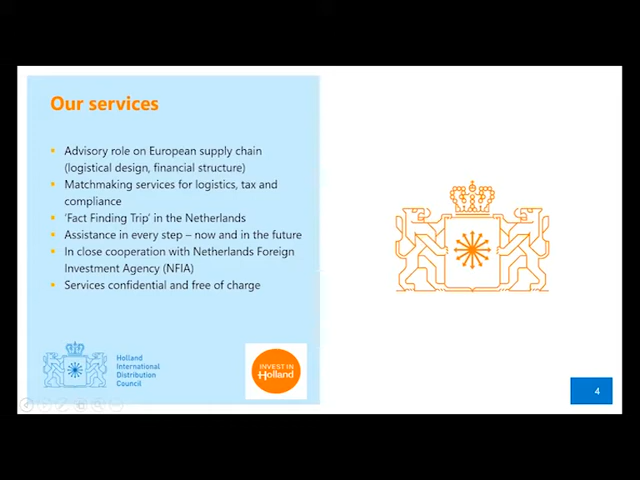 Our services
Advisory role on European supply chain
(logistical design, financial structure)
Matchmaking services for logistics, tax and
compliance
‘Fact Finding Trip’ in the Netherlands
Assistance in every step – now and in the future
In close cooperation with Netherlands Foreign
Investment Agency (NFIA)
Services confidential and free of charge
Holland
International
Distribution
Council
INVEST IN
Holland
4